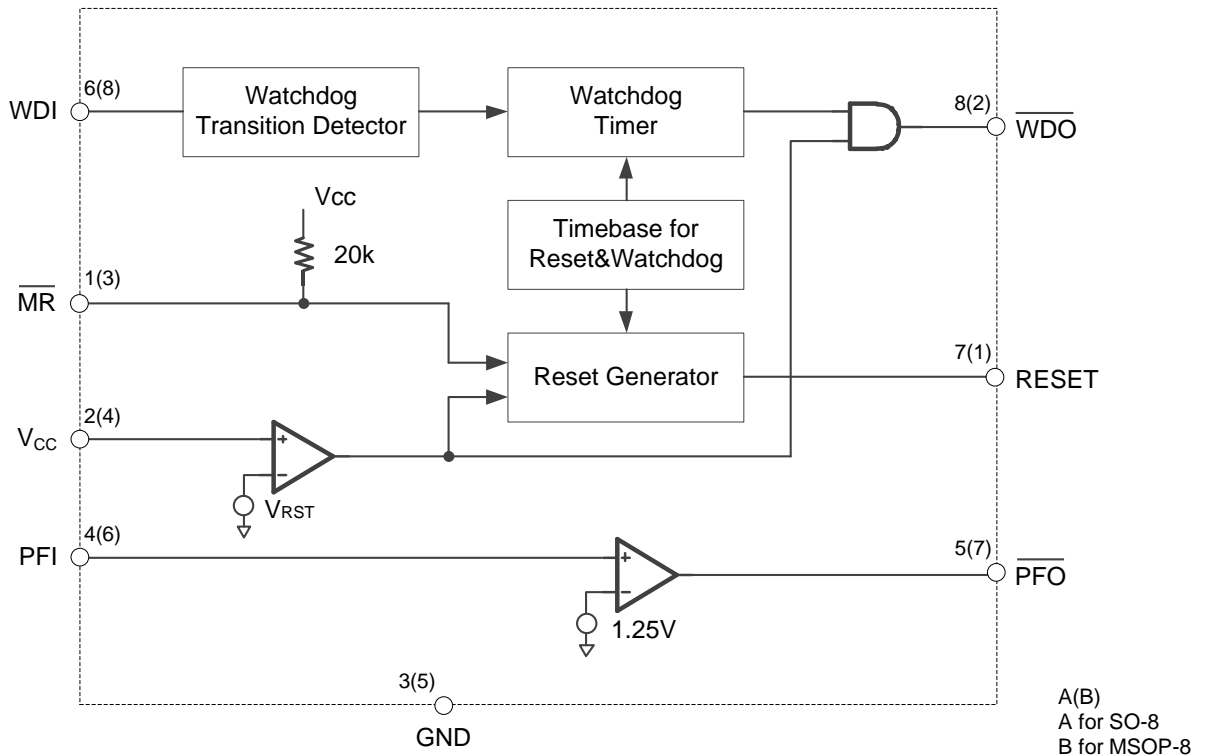 6(8)
WDI
Watchdog
Transition Detector
Watchdog
Timer
8(2)
WDO
Vcc
20k
Timebase for
Reset&Watchdog
1(3)
MR
Reset Generator
7(1)
RESET
2(4)
VCC
+
−
VRST
4(6)
PFI
+
−
1.25V
5(7)
PFO
3(5)
GND
A(B)
A for SO-8
B for MSOP-8